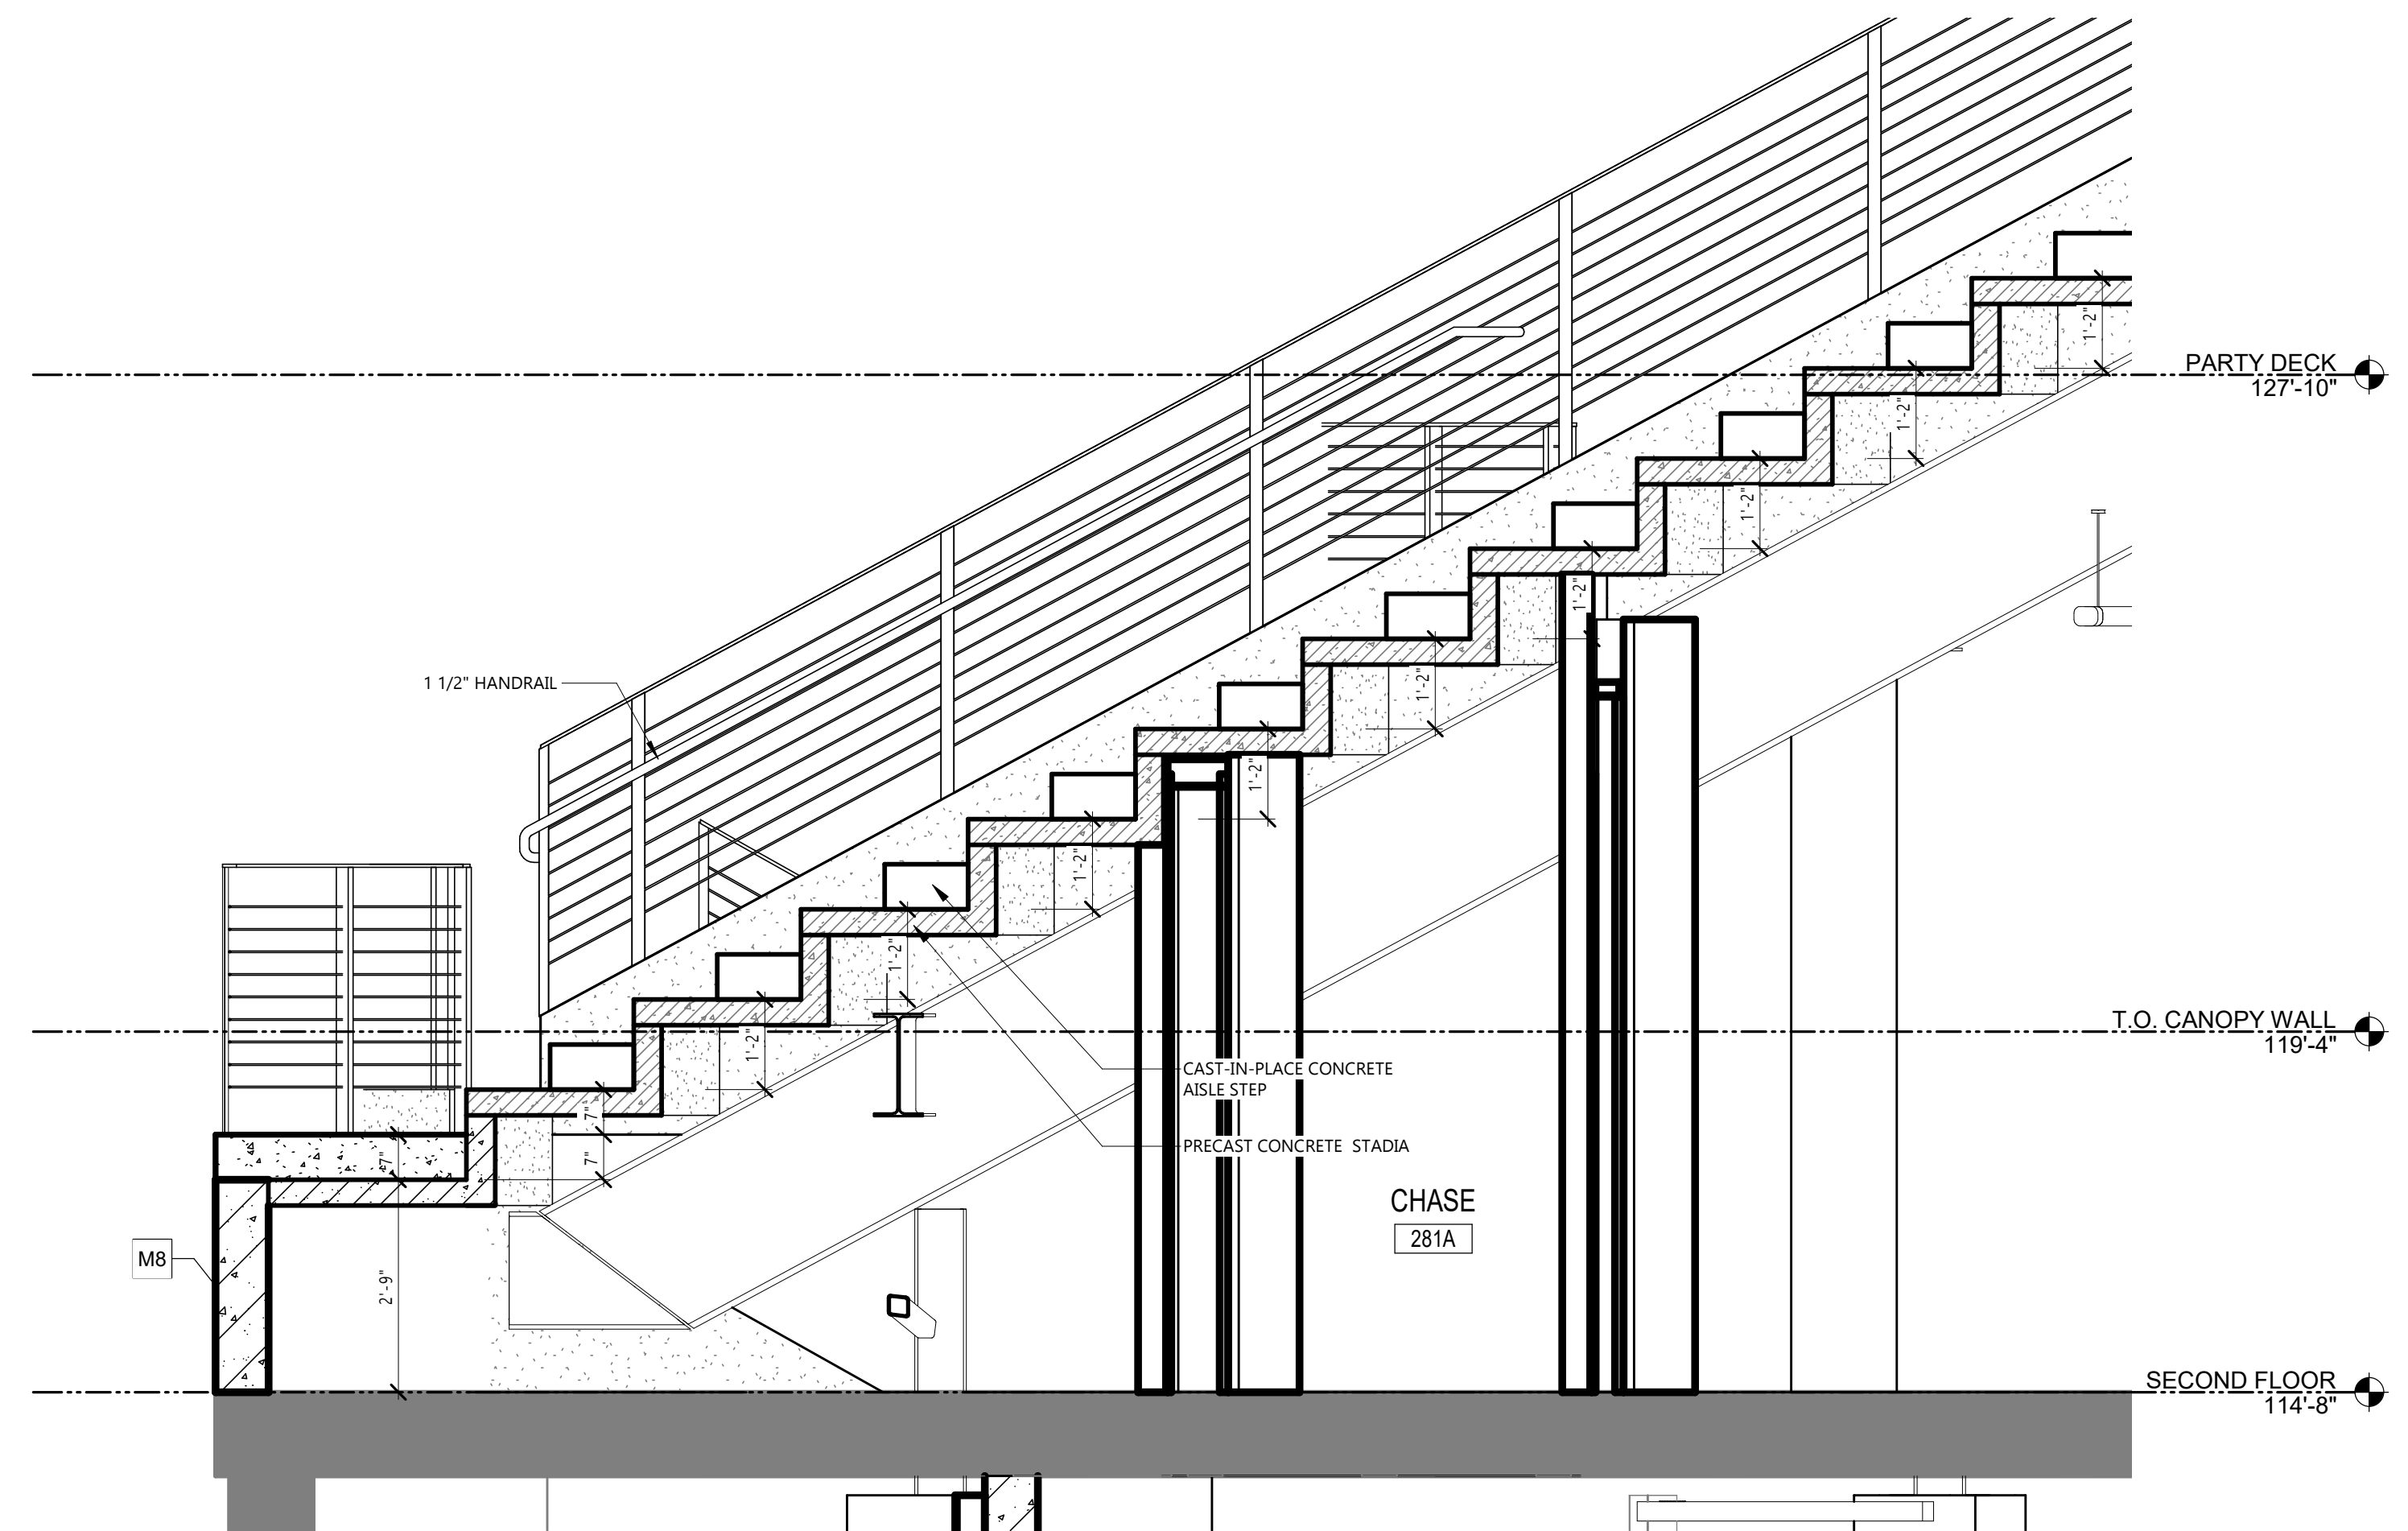 1'-2"
PARTY DECK
127'-10"
1'-2"
1'-2"
1'-2"
1 1/2" HANDRAIL
1'-2"
1'-2"
1'-2"
1'-2"
T.O. CANOPY WALL
119'-4"
1'-2"
CAST-IN-PLACE CONCRETE
AISLE STEP
7"
PRECAST CONCRETE STADIA
7"
7"
CHASE
281A
M8
2'-9"
SECOND FLOOR
114'-8"